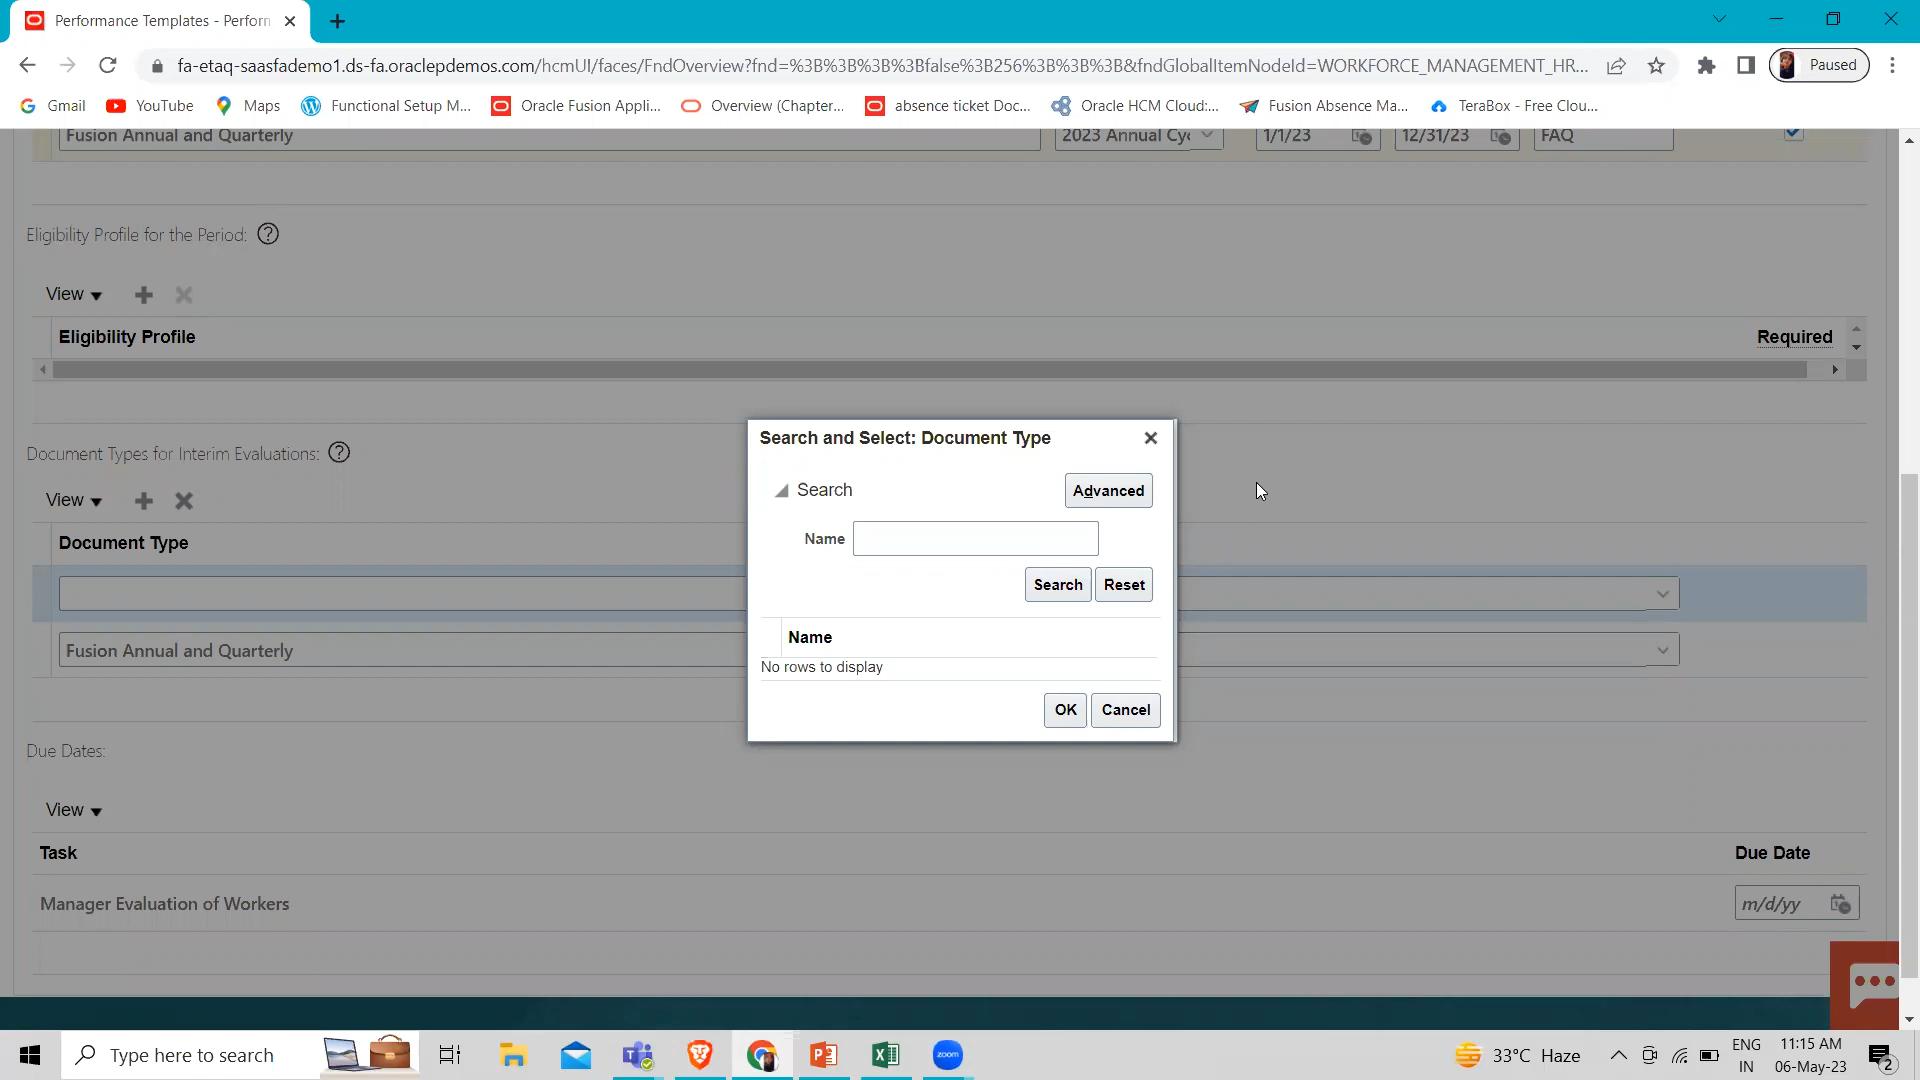 Performance Templates - Perforn
fa-etaq-saasfademo1.ds-fa.oraclepdemos.com/hcmUI/faces/FndOverview?fnd=%3B%3B%3B%3Bfalse%3B256%3B%3B%3B&fndGlobalItemNodeId=WORKFORCE_MANAGEMENT_HR...
Paused
Gmail YouTube Maps Functional Setup M... Oracle Fusion Appli... Overview (Chapter... absence ticket Doc... Oracle HCM Cloud:... Fusion Absence Ma... TeraBox - Free Clou...
Fusion Annual and Quarterly 2023 Annual Cyc 1/1/23 12/31/23 FAQ
Eligibility Profile for the Period: ?
View
Eligibility Profile Required
Document Types for Interim Evaluations: ?
View
Document Type
Fusion Annual and Quarterly
Search and Select: Document Type
Search Advanced
Name
Search Reset
Name
No rows to display
OK Cancel
Due Dates:
View
Task Due Date
Manager Evaluation of Workers m/d/yy
Type here to search
zoom
33°C Haze
ENG
IN
11:15 AM
06-May-23
2